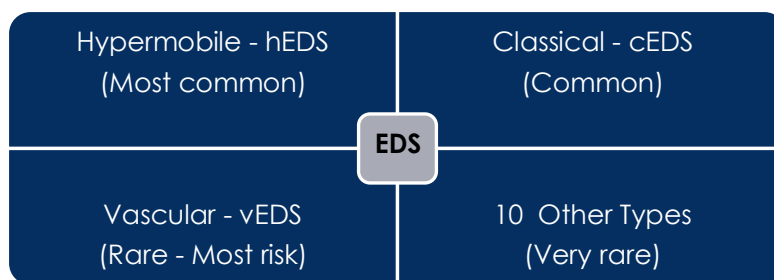 Hypermobile - hEDS
(Most common)
Classical - cEDS
(Common)
EDS
Vascular - vEDS
(Rare - Most risk)
10 Other Types
(Very rare)